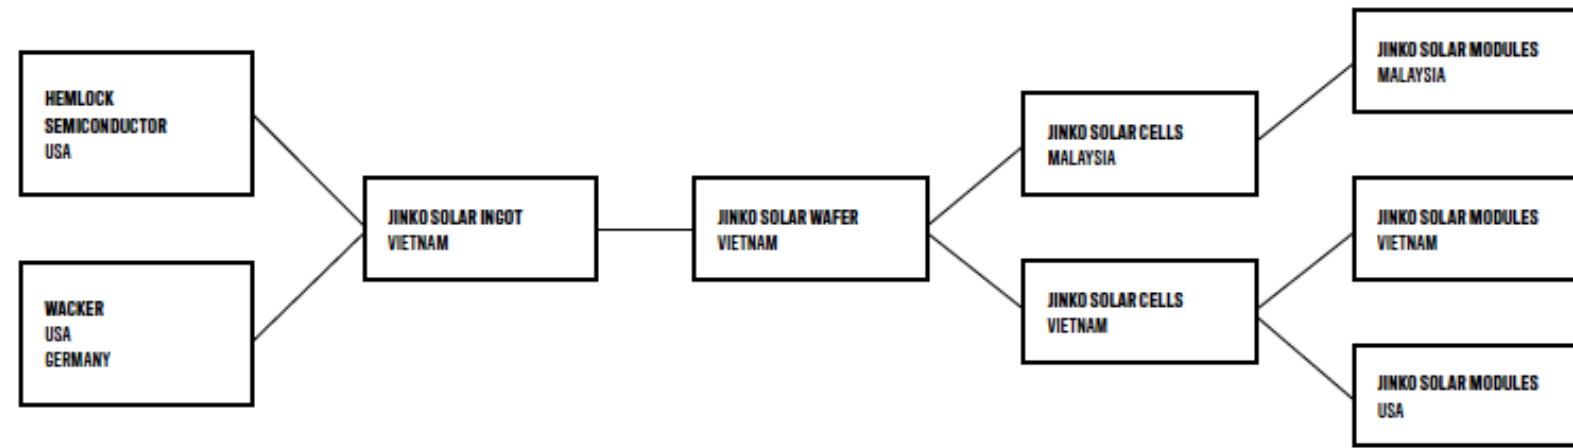 HEMLOCK
SEMICONDUCTOR
USA
WACKER
USA
GERMANY
JINKO SOLAR INGOT
VIETNAM
JINKO SOLAR WAFER
VIETNAM
JINKO SOLAR CELLS
MALAYSIA
JINKO SOLAR CELLS
VIETNAM
JINKO SOLAR MODULES
MALAYSIA
JINKO SOLAR MODULES
VIETNAM
JINKO SOLAR MODULES
USA